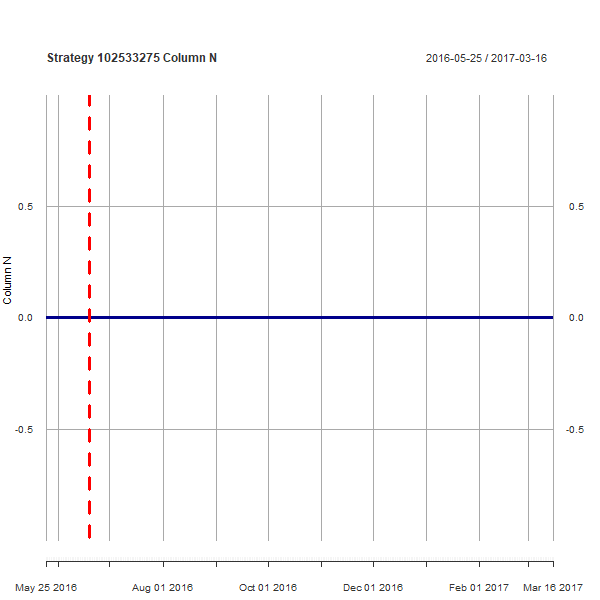 Strategy 102533275 Column N
2016-05-25 / 2017-03-16
0.5
0.5
Column N
0.0
0.0
-0.5
-0.5
May 25 2016
Aug 01 2016
Oct 01 2016
Dec 01 2016
Feb 01 2017
Mar 16 2017